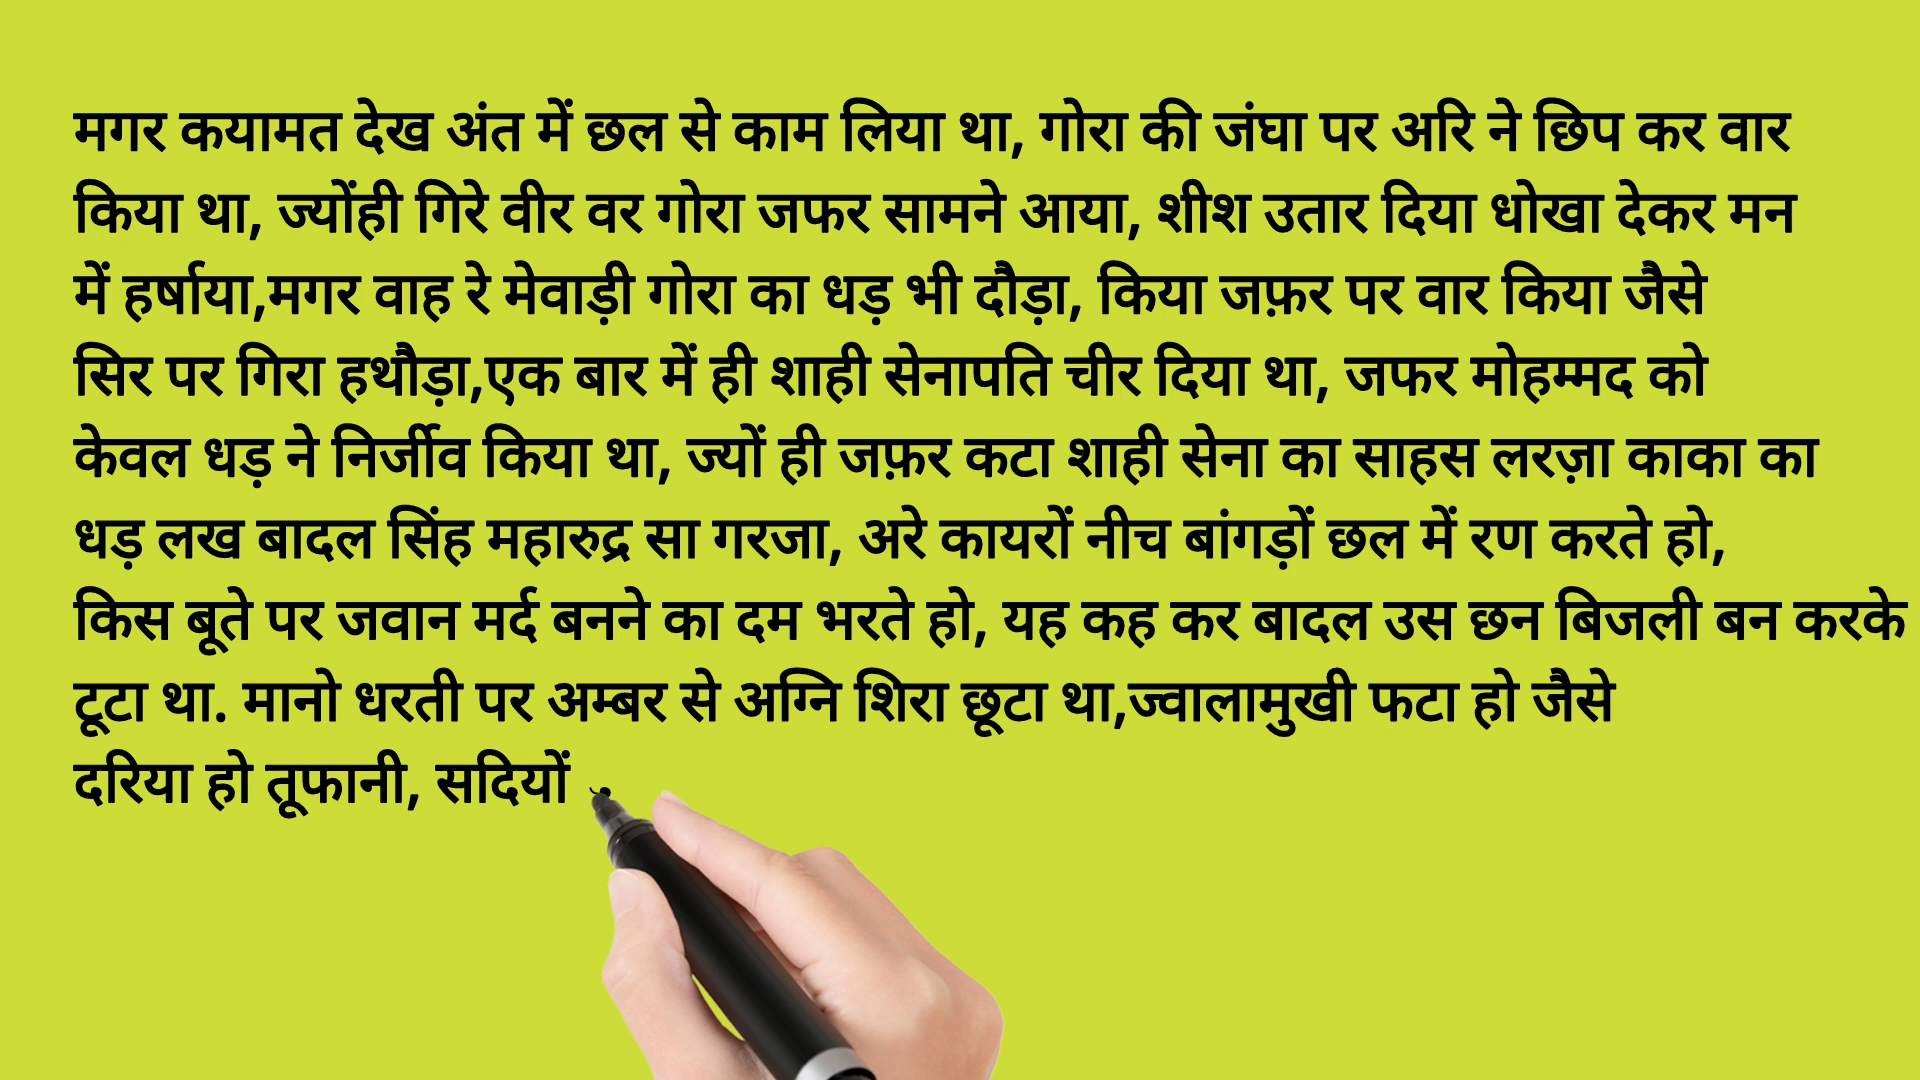 मगर कयामत देख अंत में छल से काम लिया था, गोरा की जंघा पर अरि ने छिप कर वार
किया था, ज्योंही गिरे वीर वर गोरा जफर सामने आया, शीश उतार दिया धोखा देकर मन
में हर्षाया,मगर वाह रे मेवाड़ी गोरा का धड़ भी दौड़ा, किया जफ़र पर वार किया जैसे
सिर पर गिरा हथौड़ा,एक बार में ही शाही सेनापति चीर दिया था, जफर मोहम्मद को
केवल धड़ ने निर्जीव किया था, ज्यों ही जफ़र कटा शाही सेना का साहस लरज़ा काका का
धड़ लख बादल सिंह महारुद्र सा गरजा, अरे कायरों नीच बांगड़ों छल में रण करते हो,
किस बूते पर जवान मर्द बनने का दम भरते हो, यह कह कर बादल उस छन बिजली बन करके
टूटा था. मानो धरती पर अम्बर से अग्नि शिरा छूटा था,ज्वालामुखी फटा हो जैसे
दरिया हो तूफानी, सदियों